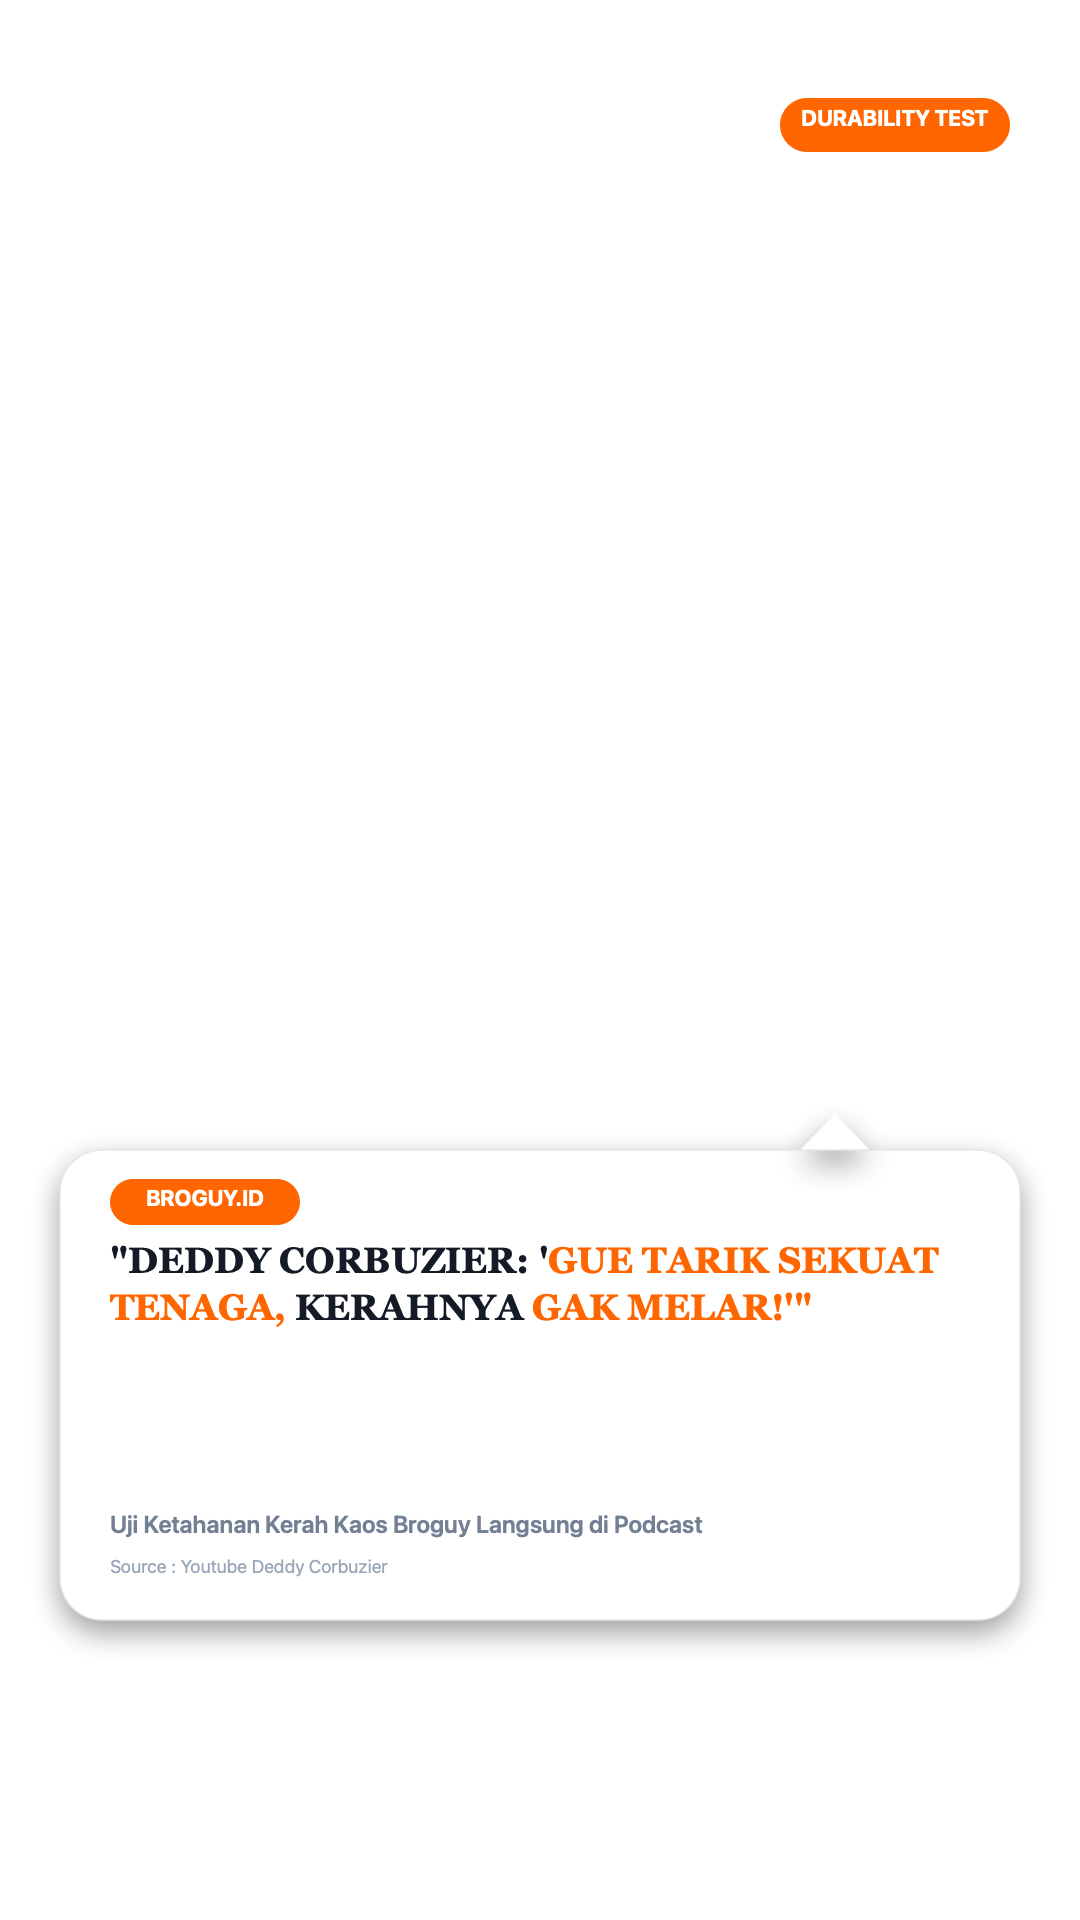 DURABILITY TEST
BROGUY.ID
"DEDDY CORBUZIER: 'GUE TARIK SEKUAT
TENAGA, KERAHNYA GAK MELAR!'"
Uji Ketahanan Kerah Kaos Broguy Langsung di Podcast
Source : Youtube Deddy Corbuzier